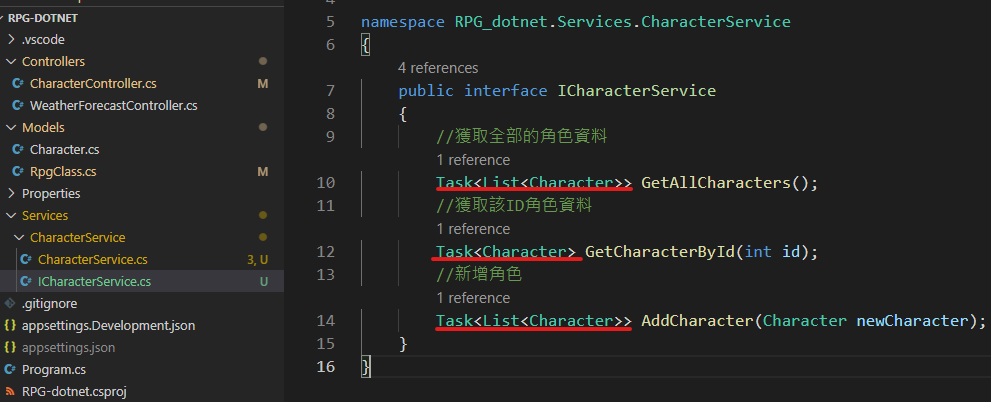 RPG-DOTNET
.vscode
Controllers
CharacterController.cs M
WeatherForecastController.cs
Models
Character.cs
RpgClass.cs M
Properties
Services
CharacterService
CharacterService.cs 3, U
ICharacterService.cs U
.gitignore
appsettings.Development.json
appsettings.json
Program.cs
RPG-dotnet.csproj
4
5 namespace RPG_dotnet.Services.CharacterService
6 {
4 references
7 public interface ICharacterService
8 {
9 //獲取全部的角色資料
1 reference
10 Task<List<Character>> GetAllCharacters();
11 //獲取該ID角色資料
1 reference
12 Task<Character> GetCharacterById(int id);
13 //新增角色
1 reference
14 Task<List<Character>> AddCharacter(Character newCharacter);
15 }
16 }